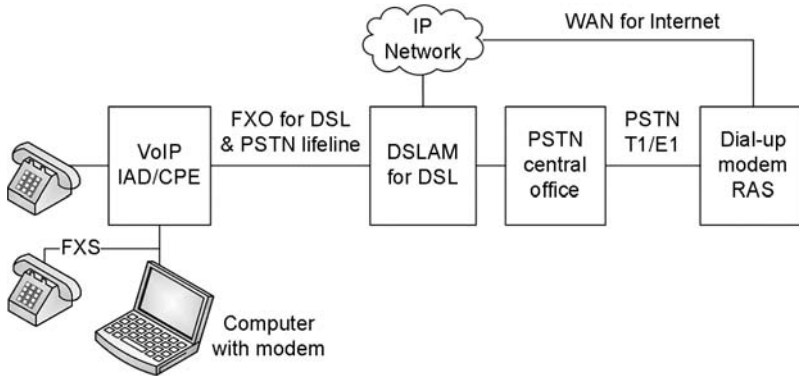 IP
Network
WAN for Internet
FXO for DSL
& PSTN lifeline
PSTN
T1/E1
VoIP
IAD/CPE
DSLAM
for DSL
PSTN
central
office
Dial-up
modem
RAS
FXS
Computer
with modem